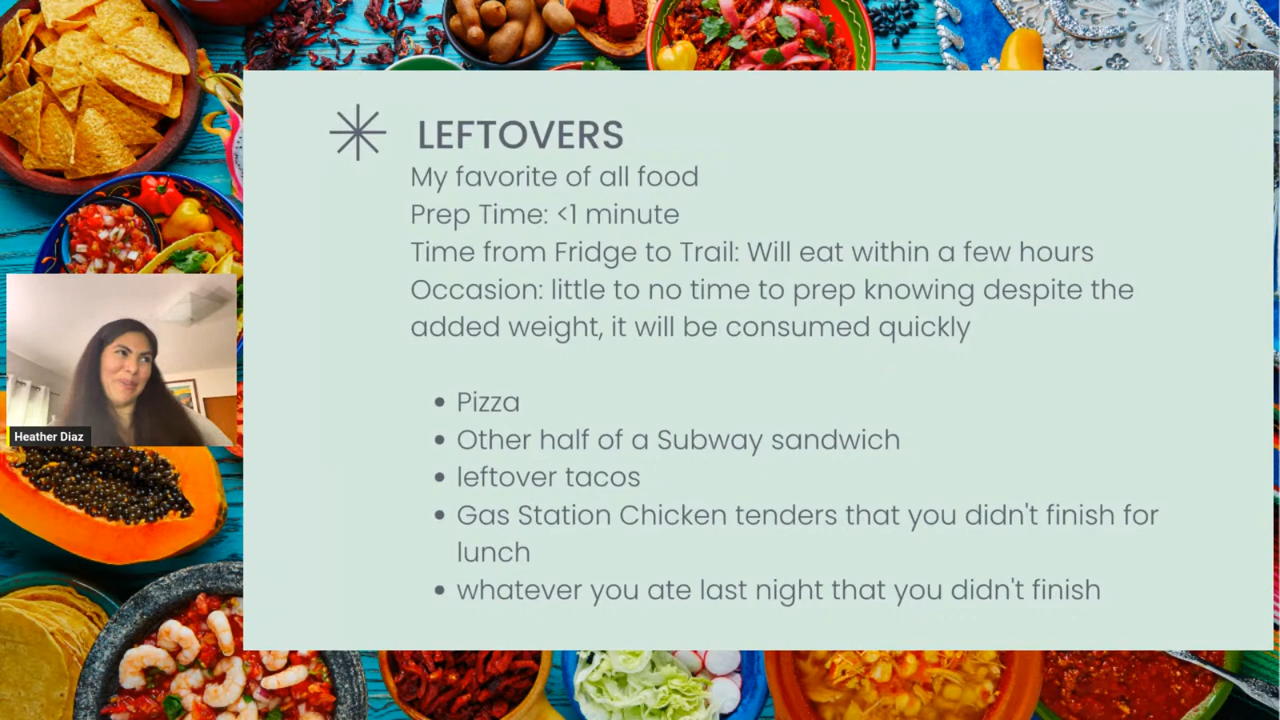 LEFTOVERS
My favorite of all food
Prep Time: <1 minute
Time from Fridge to Trail: Will eat within a few hours
Occasion: little to no time to prep knowing despite the
added weight, it will be consumed quickly
• Pizza
• Other half of a Subway sandwich
• leftover tacos
• Gas Station Chicken tenders that you didn't finish for
lunch
• whatever you ate last night that you didn't finish
Heather Diaz